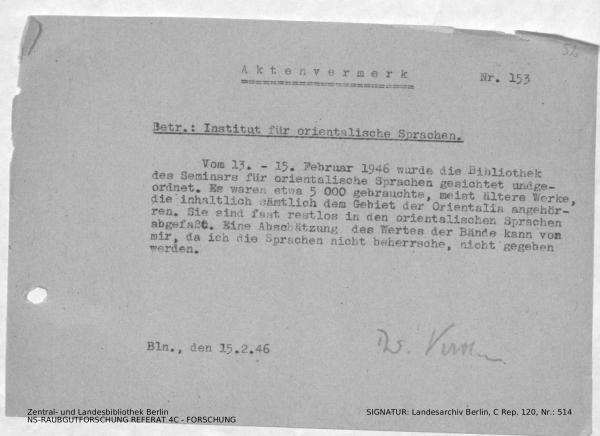 52
Aktenvermerk
Nr. 153
Betr.: Institut für orientalische Sprachen.
Vom 13. - 15. Februar 1946 wurde die Bibliothek
des Seminars für orientalische Sprachen gesichtet undge-
ordnet. Es waren etwa 5 000 gebrauchte, meist ältere Werke,
die inhaltlich sämtlich dem Gebiet der Orientalia angehör-
ren. Sie sind fast restlos in den orientalischen Sprachen
abgefaßt. Eine Abschätzung des Wertes der Bände kann von
mir, da ich die Sprachen nicht beherrsche, nicht gegeben
werden.
Bln., den 15.2.46
Dr.
Zentral- und Landesbibliothek Berlin
NS-RAUBGUTFORSCHUNG REFERAT 4C - FORSCHUNG
SIGNATUR: Landesarchiv Berlin, C Rep. 120, Nr.: 514